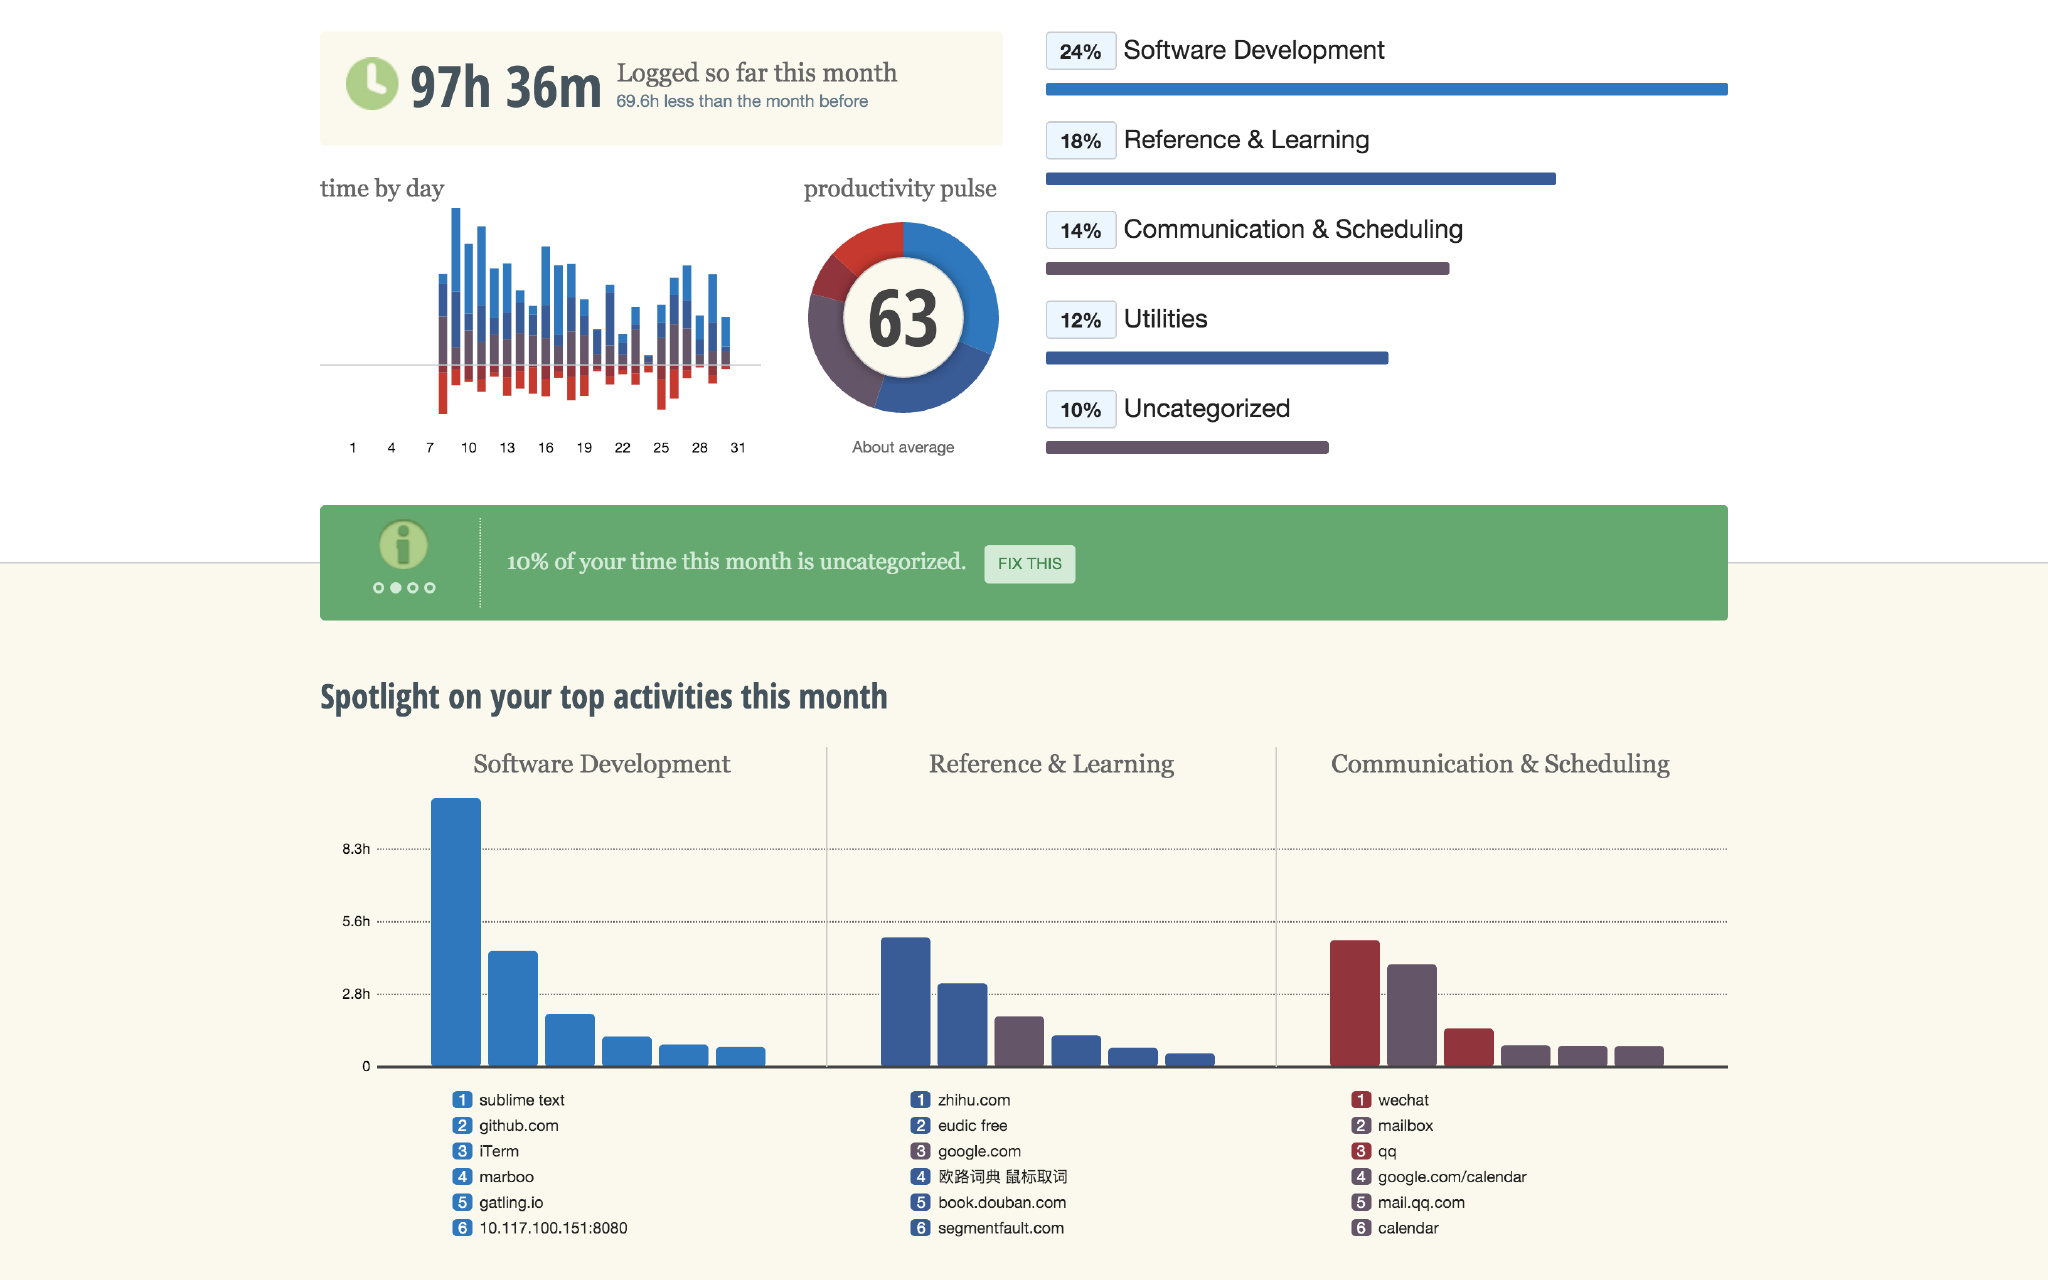 97h 36m
Logged so far this month
69.6h less than the month before
time by day
1 4 7 10 13 16 19 22 25 28 31
productivity pulse
63
About average
24% Software Development
18% Reference & Learning
14% Communication & Scheduling
12% Utilities
10% Uncategorized
10% of your time this month is uncategorized. FIX THIS
Spotlight on your top activities this month
Software Development
Reference & Learning
Communication & Scheduling
8.3h
5.6h
2.8h
0
1 sublime text
2 github.com
3 iTerm
4 marboo
5 gatling.io
6 10.117.100.151:8080
1 zhihu.com
2 eudic free
3 google.com
4 欧路词典 鼠标取词
5 book.douban.com
6 segmentfault.com
1 wechat
2 mailbox
3 qq
4 google.com/calendar
5 mail.qq.com
6 calendar